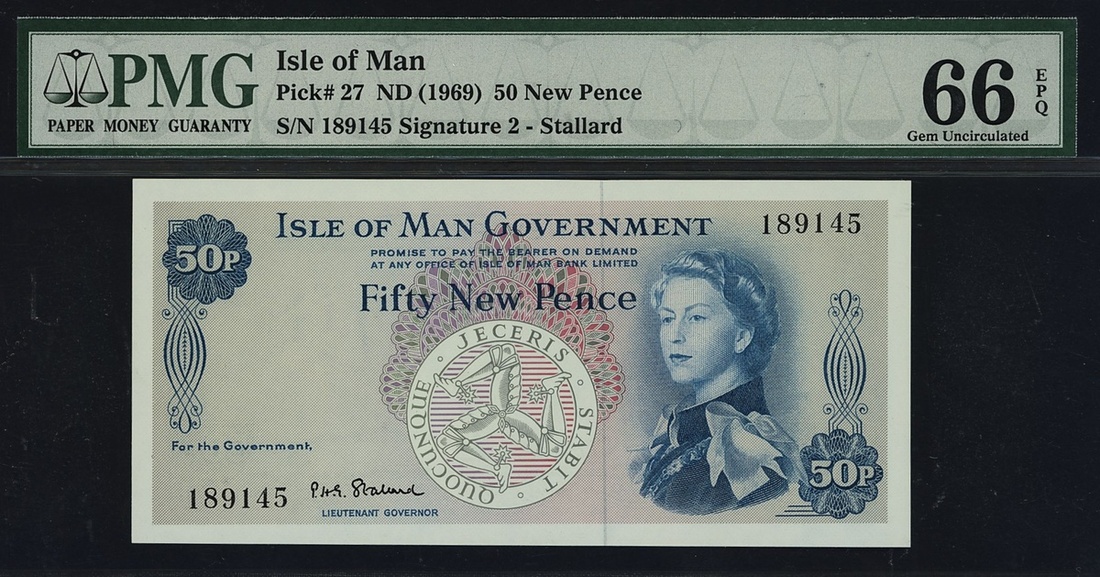 PMG
PAPER MONEY GUARANTY
Isle of Man
Pick# 27 ND (1969) 50 New Pence
S/N 189145 Signature 2 - Stallard
66
EPQ
Gem Uncirculated
ISLE OF MAN GOVERNMENT
189145
50P
PROMISE TO PAY THE BEARER ON DEMAND
AT ANY OFFICE OF ISLE OF MAN BANK LIMITED
Fifty New Pence
QUOCUNQUE · JECERIS · STABIT
For the Government,
189145
P.H.G. Stallard
LIEUTENANT GOVERNOR
50P